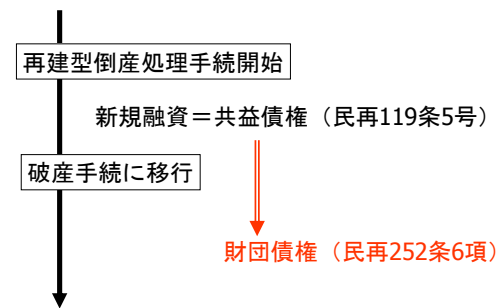 再建型倒産処理手続開始
新規融資＝共益債権（民再119条5号）
破産手続に移行
財団債権（民再252条6項）